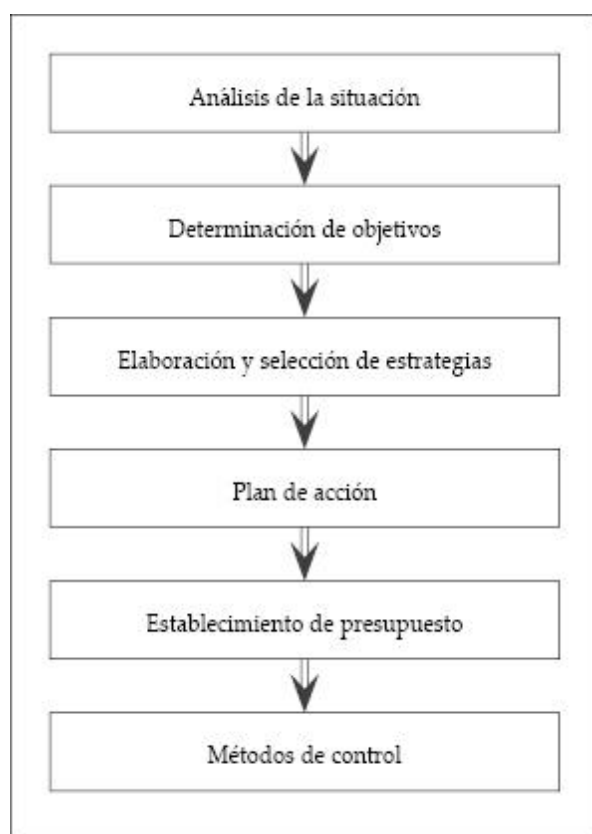 Análisis de la situación
Determinación de objetivos
Elaboración y selección de estrategias
Plan de acción
Establecimiento de presupuesto
Métodos de control